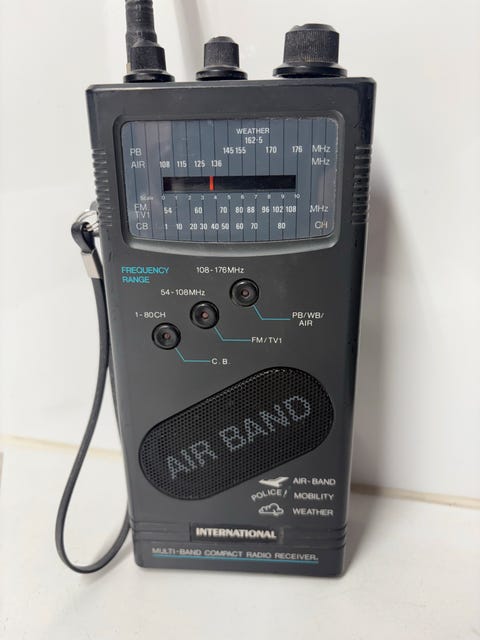 WEATHER
162·5
PB 145 155 170 176 MHz
AIR 108 115 125 136 MHz
Scale 0 1 2 3 4 5 6 7 8 9 10
FM TV1 54 60 70 80 88 96 102 108 MHz
CB 1 10 20 30 40 50 60 70 80 CH
FREQUENCY RANGE
108-176MHz
54-108MHz
1-80CH
PB/WB/
AIR
FM/TV1
C.B.
AIR BAND
AIR-BAND
POLICE! MOBILITY
WEATHER
INTERNATIONAL
MULTI-BAND COMPACT RADIO RECEIVER.